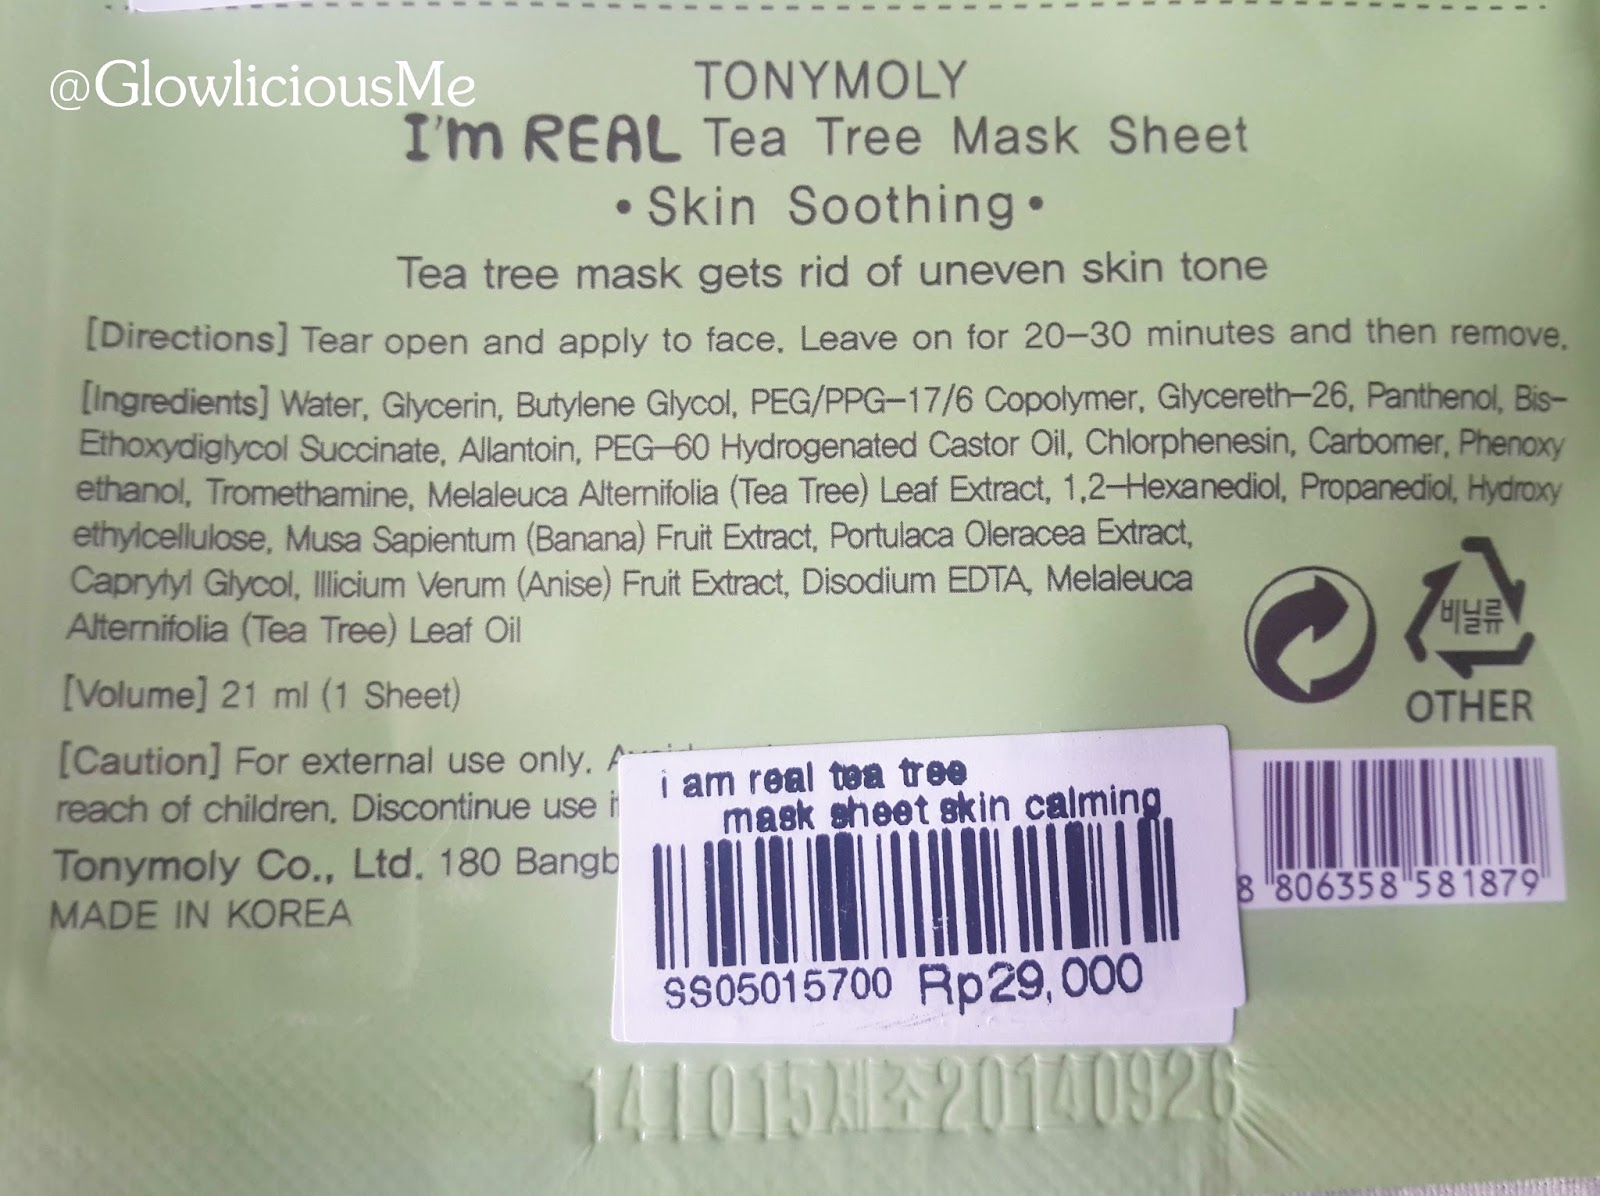 @GlowliciousMe
TONYMOLY
I'm REAL Tea Tree Mask Sheet
• Skin Soothing •
Tea tree mask gets rid of uneven skin tone
[Directions] Tear open and apply to face. Leave on for 20–30 minutes and then remove.
[Ingredients] Water, Glycerin, Butylene Glycol, PEG/PPG–17/6 Copolymer, Glycereth–26, Panthenol, Bis–
Ethoxydiglycol Succinate, Allantoin, PEG–60 Hydrogenated Castor Oil, Chlorphenesin, Carbomer, Phenoxy
ethanol, Tromethamine, Melaleuca Alternifolia (Tea Tree) Leaf Extract, 1,2–Hexanediol, Propanediol, Hydroxy
ethylcellulose, Musa Sapientum (Banana) Fruit Extract, Portulaca Oleracea Extract,
Caprylyl Glycol, Illicium Verum (Anise) Fruit Extract, Disodium EDTA, Melaleuca
Alternifolia (Tea Tree) Leaf Oil
비닐류
OTHER
[Volume] 21 ml (1 Sheet)
[Caution] For external use only.
reach of children. Discontinue use
Tonymoly Co., Ltd. 180 Bangb
MADE IN KOREA
i am real tea tree
mask sheet skin calming
SS05015700 Rp29,000
8 806358 581879
141015제조20140926